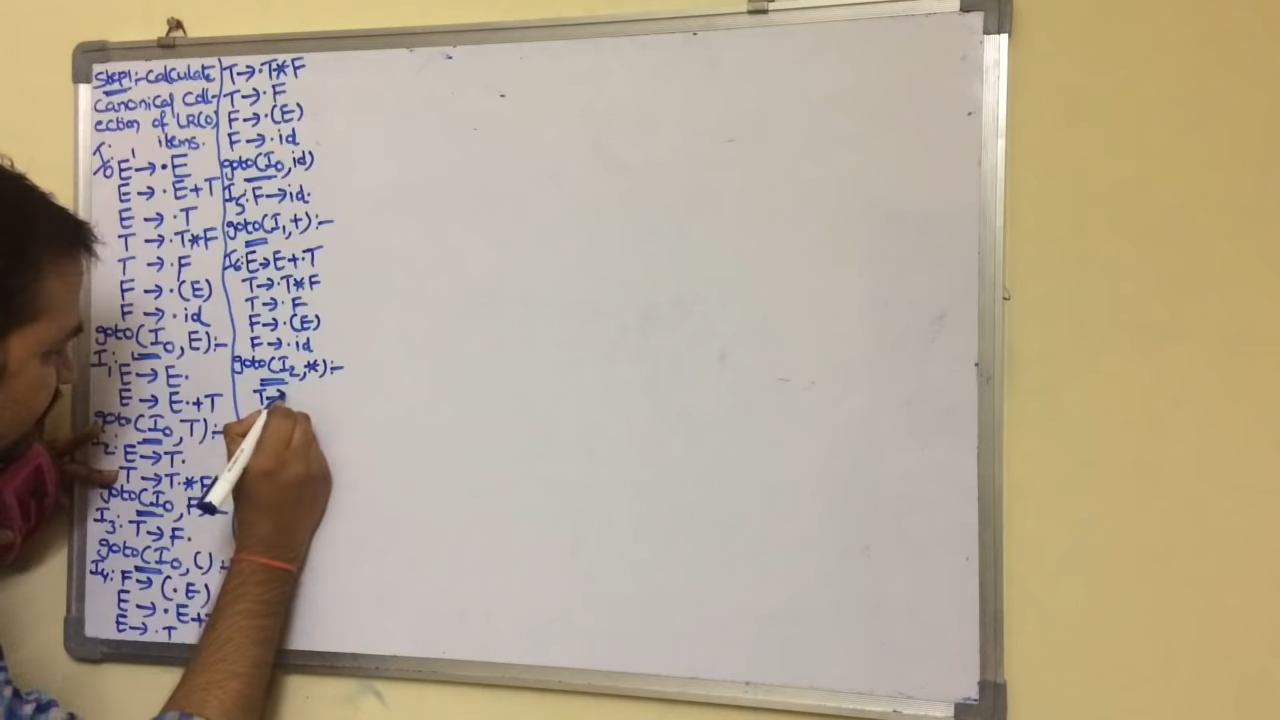 Step1:-Calculate
Canonical coll-
ection of LR(0)
items.
I0: E' → ·E
E → ·E+T
E → ·T
T → ·T*F
T → ·F
F → ·(E)
F → ·id
goto(I0,E):-
I1: E → E·
E → E·+T
goto(I0,T):-
I2: E → T·
T → T·*F
goto(I0,F
I3: T → F·
goto(I0,():-
I4: F → (·E)
E → ·E+
E → ·T
T → ·T*F
T → ·F
F → ·(E)
F → ·id
goto(I0,id)
I5: F → id·
goto(I1,+):-
I6: E → E+·T
T → ·T*F
T → ·F
F → ·(E)
F → ·id
goto(I2,*):-
T →